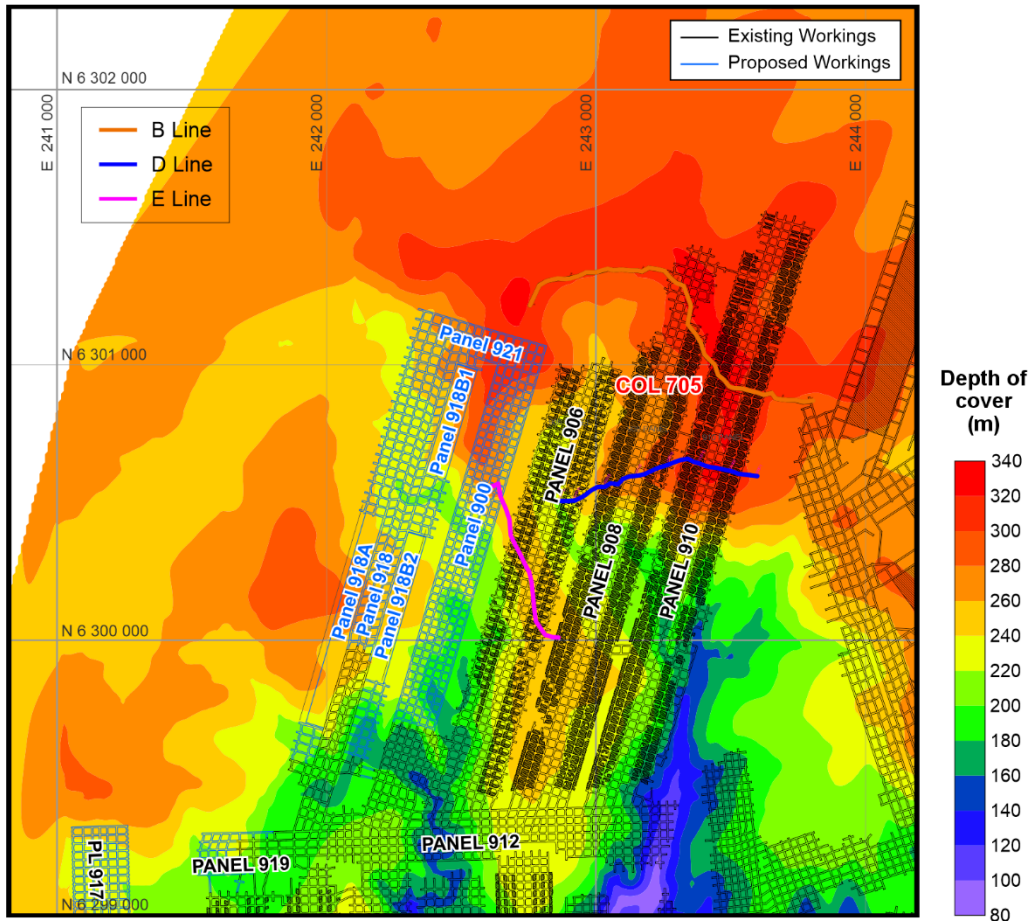 Existing Workings
Proposed Workings
N 6 302 000
E 241 000
E 242 000
E 243 000
E 244 000
B Line
D Line
E Line
N 6 301 000
Panel 921
Panel 918B1
COL 705
PANEL 906
Panel 900
PANEL 908
PANEL 910
Panel 918A
Panel 918
Panel 918B2
N 6 300 000
PL 917
PANEL 919
PANEL 912
N 6 299 000
Depth of
cover
(m)
340
320
300
280
260
240
220
200
180
160
140
120
100
80